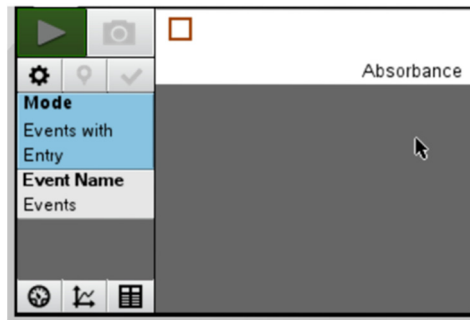 Absorbance
Mode
Events with
Entry
Event Name
Events